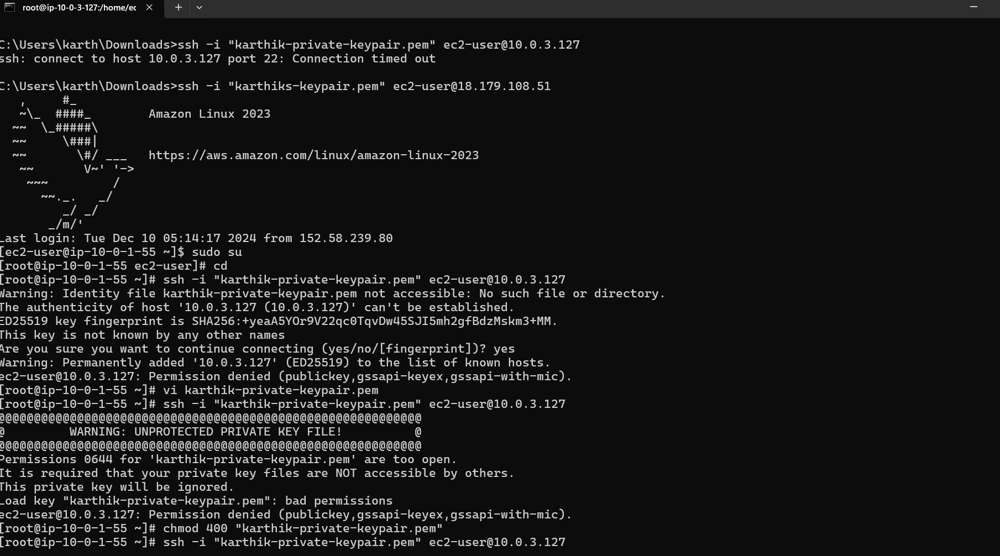 root@ip-10-0-3-127:/home/ec
C:\Users\karth\Downloads>ssh -i "karthik-private-keypair.pem" ec2-user@10.0.3.127
ssh: connect to host 10.0.3.127 port 22: Connection timed out
C:\Users\karth\Downloads>ssh -i "karthiks-keypair.pem" ec2-user@18.179.108.51
   ,     #_
   ~\_  ####_        Amazon Linux 2023
  ~~  \_#####\
  ~~     \###|
  ~~       \#/ ___   https://aws.amazon.com/linux/amazon-linux-2023
   ~~       V~' '->
    ~~~         /
      ~~._.   _/
         _/ _/
       _/m/'
Last login: Tue Dec 10 05:14:17 2024 from 152.58.239.80
[ec2-user@ip-10-0-1-55 ~]$ sudo su
[root@ip-10-0-1-55 ec2-user]# cd
[root@ip-10-0-1-55 ~]# ssh -i "karthik-private-keypair.pem" ec2-user@10.0.3.127
Warning: Identity file karthik-private-keypair.pem not accessible: No such file or directory.
The authenticity of host '10.0.3.127 (10.0.3.127)' can't be established.
ED25519 key fingerprint is SHA256:+yeaA5YOr9V22qc0TqvDw45SJI5mh2gfBdzMskm3+MM.
This key is not known by any other names
Are you sure you want to continue connecting (yes/no/[fingerprint])? yes
Warning: Permanently added '10.0.3.127' (ED25519) to the list of known hosts.
ec2-user@10.0.3.127: Permission denied (publickey,gssapi-keyex,gssapi-with-mic).
[root@ip-10-0-1-55 ~]# vi karthik-private-keypair.pem
[root@ip-10-0-1-55 ~]# ssh -i "karthik-private-keypair.pem" ec2-user@10.0.3.127
@@@@@@@@@@@@@@@@@@@@@@@@@@@@@@@@@@@@@@@@@@@@@@@@@@@@@@@@@@@
@         WARNING: UNPROTECTED PRIVATE KEY FILE!          @
@@@@@@@@@@@@@@@@@@@@@@@@@@@@@@@@@@@@@@@@@@@@@@@@@@@@@@@@@@@
Permissions 0644 for 'karthik-private-keypair.pem' are too open.
It is required that your private key files are NOT accessible by others.
This private key will be ignored.
Load key "karthik-private-keypair.pem": bad permissions
ec2-user@10.0.3.127: Permission denied (publickey,gssapi-keyex,gssapi-with-mic).
[root@ip-10-0-1-55 ~]# chmod 400 "karthik-private-keypair.pem"
[root@ip-10-0-1-55 ~]# ssh -i "karthik-private-keypair.pem" ec2-user@10.0.3.127